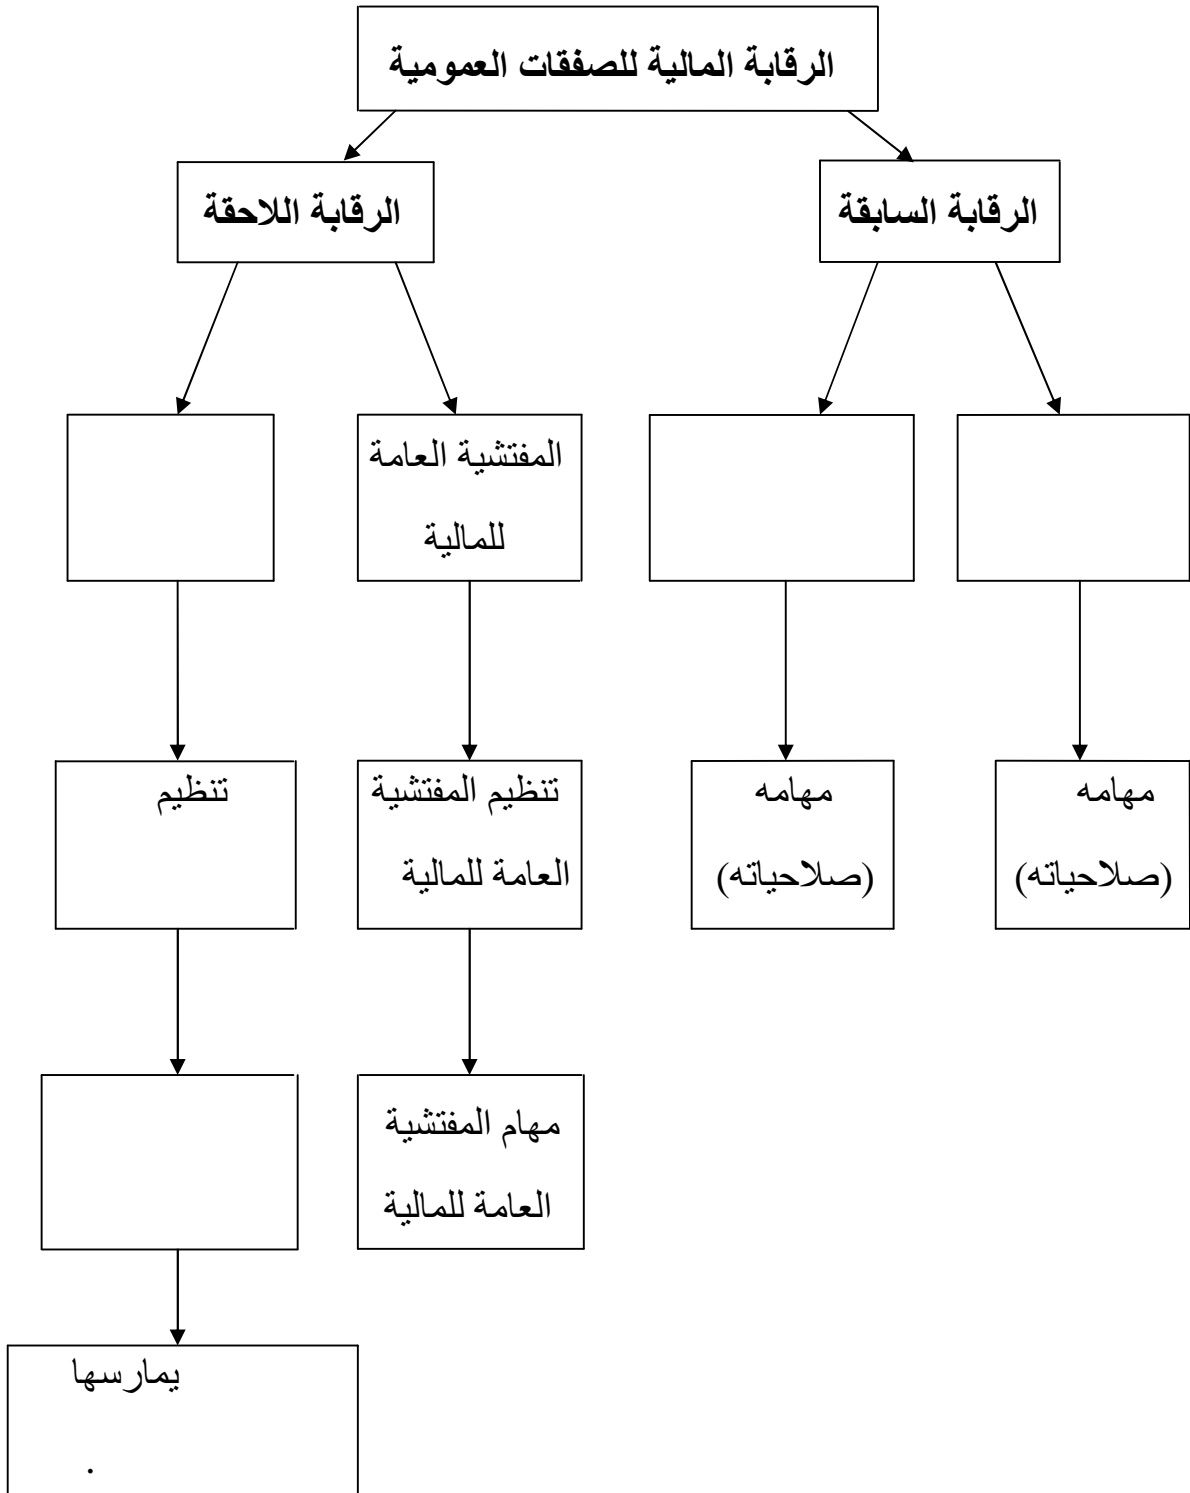 الرقابة المالية للصفقات العمومية
الرقابة السابقة
الرقابة اللاحقة
المفتشية العامة
للمالية
مهامه
(صلاحياته)
مهامه
(صلاحياته)
تنظيم المفتشية
العامة للمالية
تنظيم
مهام المفتشية
العامة للمالية
يمارسها
.